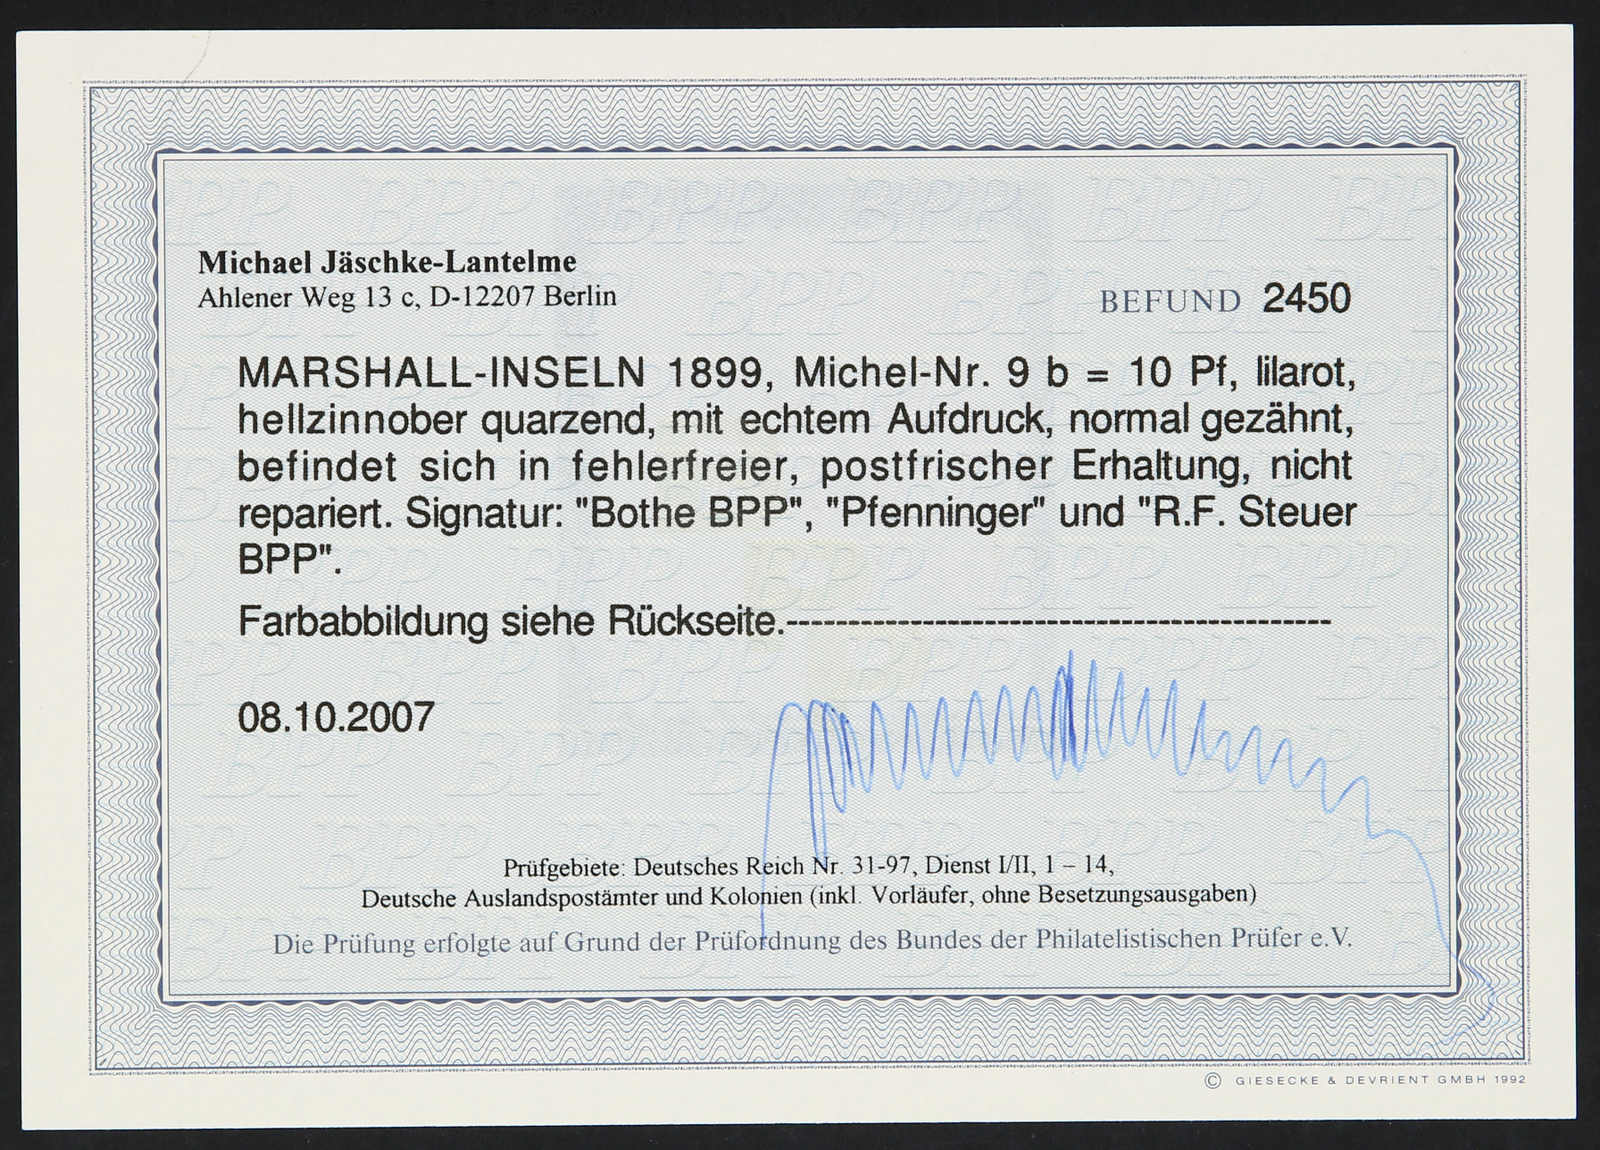 Michael Jäschke-Lantelme
Ahlener Weg 13 c, D-12207 Berlin
BEFUND 2450
MARSHALL-INSELN 1899, Michel-Nr. 9 b = 10 Pf, lilarot,
hellzinnober quarzend, mit echtem Aufdruck, normal gezähnt,
befindet sich in fehlerfreier, postfrischer Erhaltung, nicht
repariert. Signatur: "Bothe BPP", "Pfenninger" und "R.F. Steuer
BPP".
Farbabbildung siehe Rückseite.--------------------------------------------
08.10.2007
Prüfgebiete: Deutsches Reich Nr. 31-97, Dienst I/II, 1 – 14,
Deutsche Auslandspostämter und Kolonien (inkl. Vorläufer, ohne Besetzungsausgaben)
Die Prüfung erfolgte auf Grund der Prüfordnung des Bundes der Philatelistischen Prüfer e.V.
© GIESECKE & DEVRIENT GMBH 1992